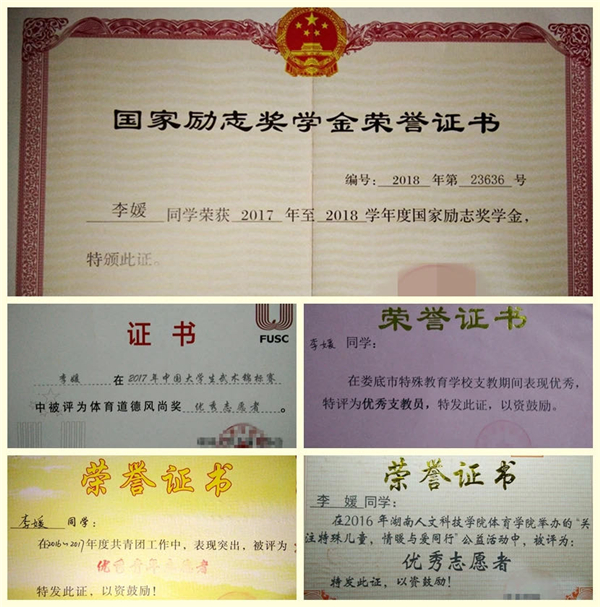 国家励志奖学金荣誉证书
编号：2018 年第 23636 号
李媛 同学荣获 2017 年至 2018 学年度国家励志奖学金，
特颁此证。
FUSC
证书
李媛 在 2017年中国大学生武术锦标赛
中被评为体育道德风尚奖 优秀志愿者 。
荣誉证书
李媛 同学：
在娄底市特殊教育学校支教期间表现优秀，
特评为优秀支教员，特发此证，以资鼓励。
荣誉证书
李媛 同学：
在2016~2017年度共青团工作中，表现突出，被评为
优秀青年志愿者
特发此证，以资鼓励！
荣誉证书
李 媛 同学：
在2016年湖南人文科技学院体育学院举办的“关
注特殊儿童，情暖与爱同行”公益活动中，被评为：
优秀志愿者
特发此证，以资鼓励！